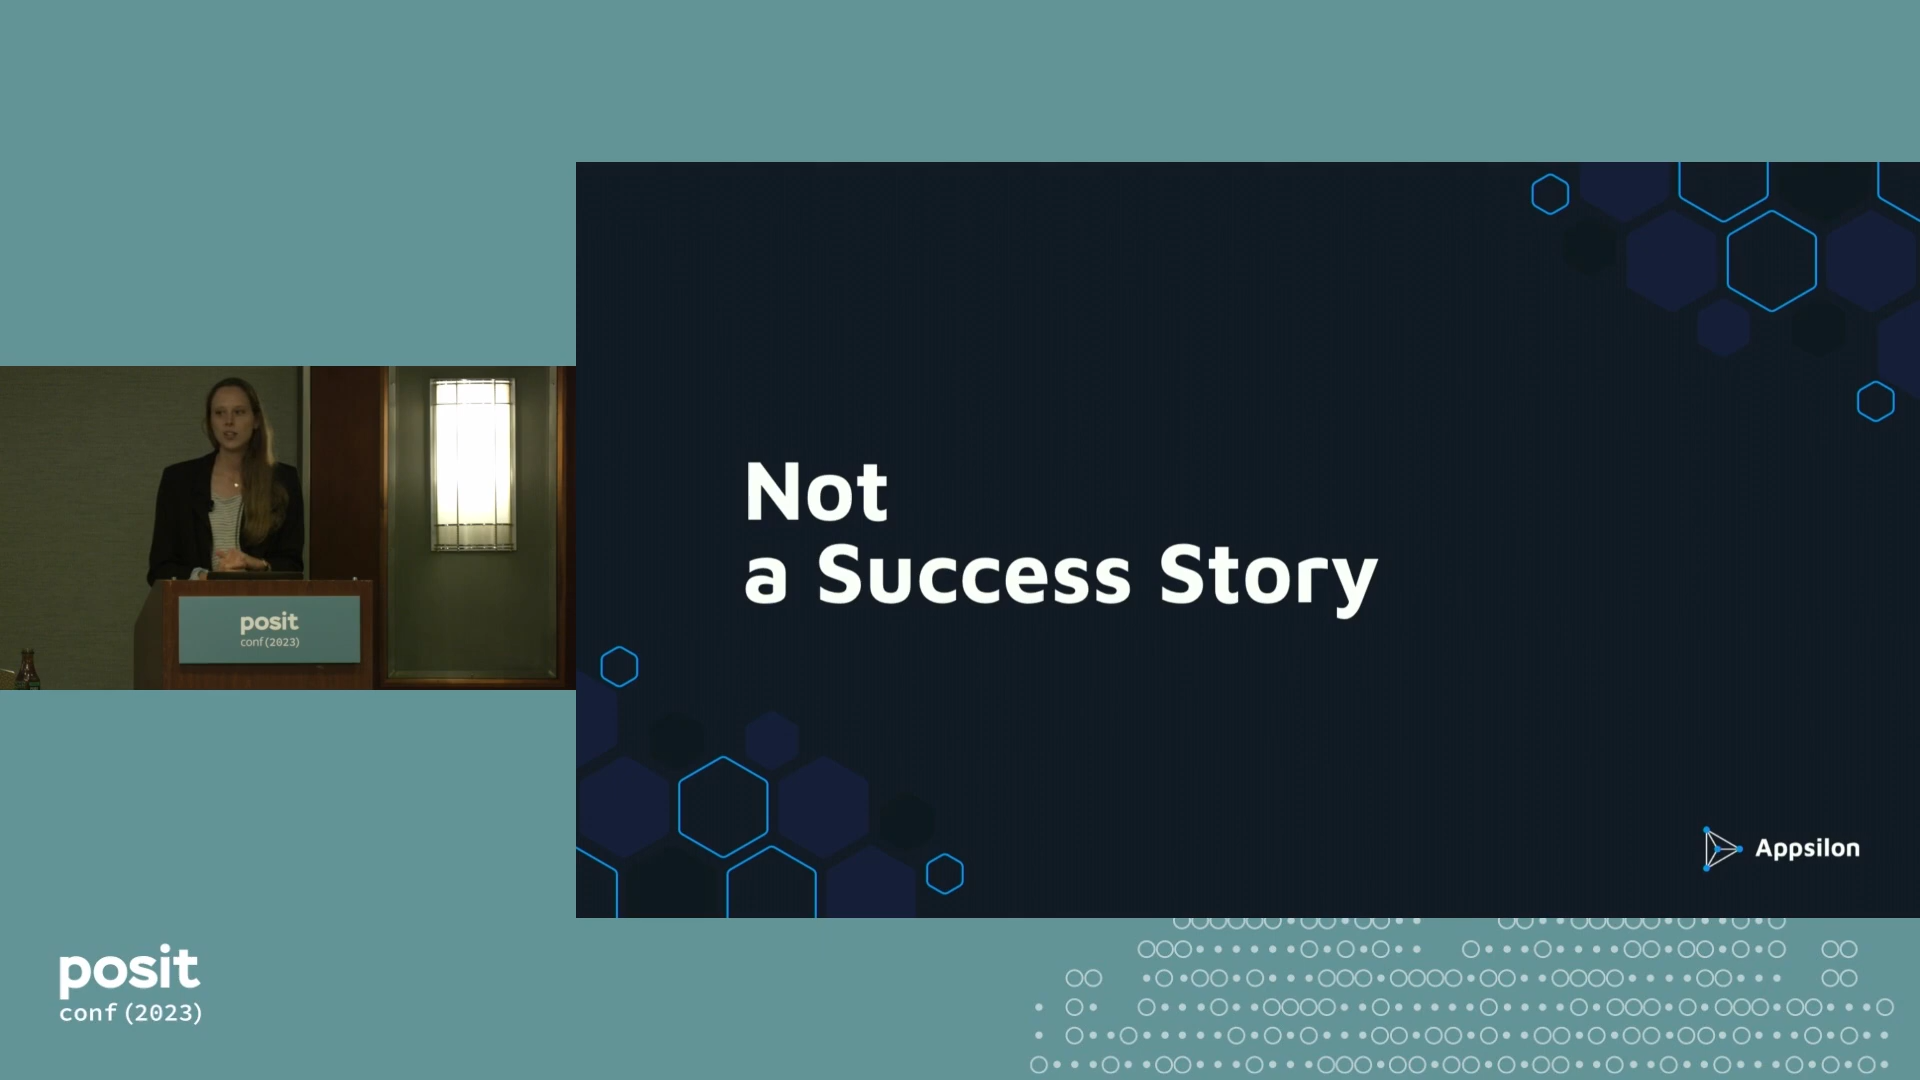 Not
a Success Story
posit
conf (2023)
Appsilon
posit
conf (2023)